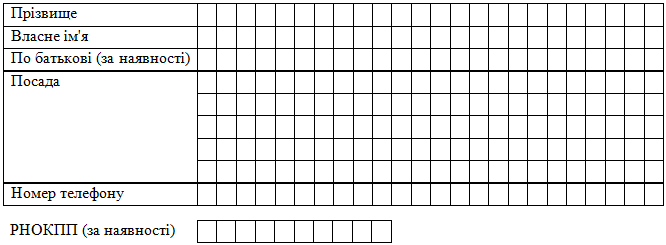 Прізвище
Власне ім'я
По батькові (за наявності)
Посада
Номер телефону
РНОКПП (за наявності)